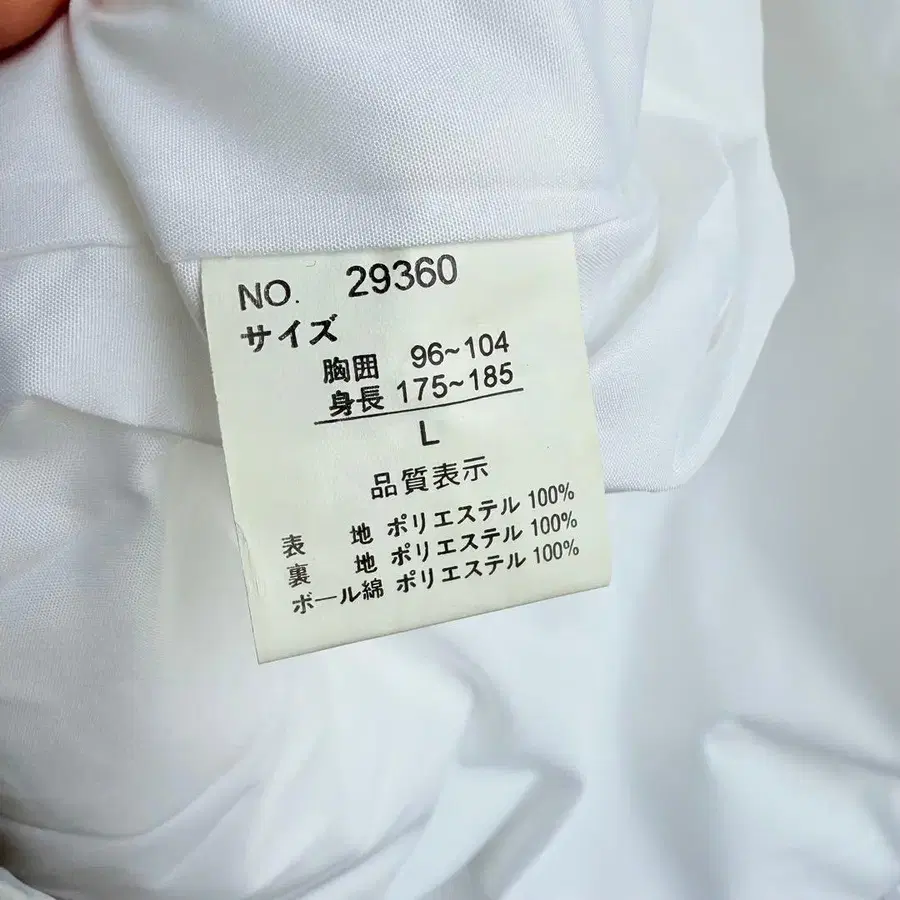 NO. 29360
サイズ
胸囲 96~104
身長 175~185
L
品質表示
表 地 ポリエステル 100%
裏 地 ポリエステル 100%
ボール綿 ポリエステル 100%